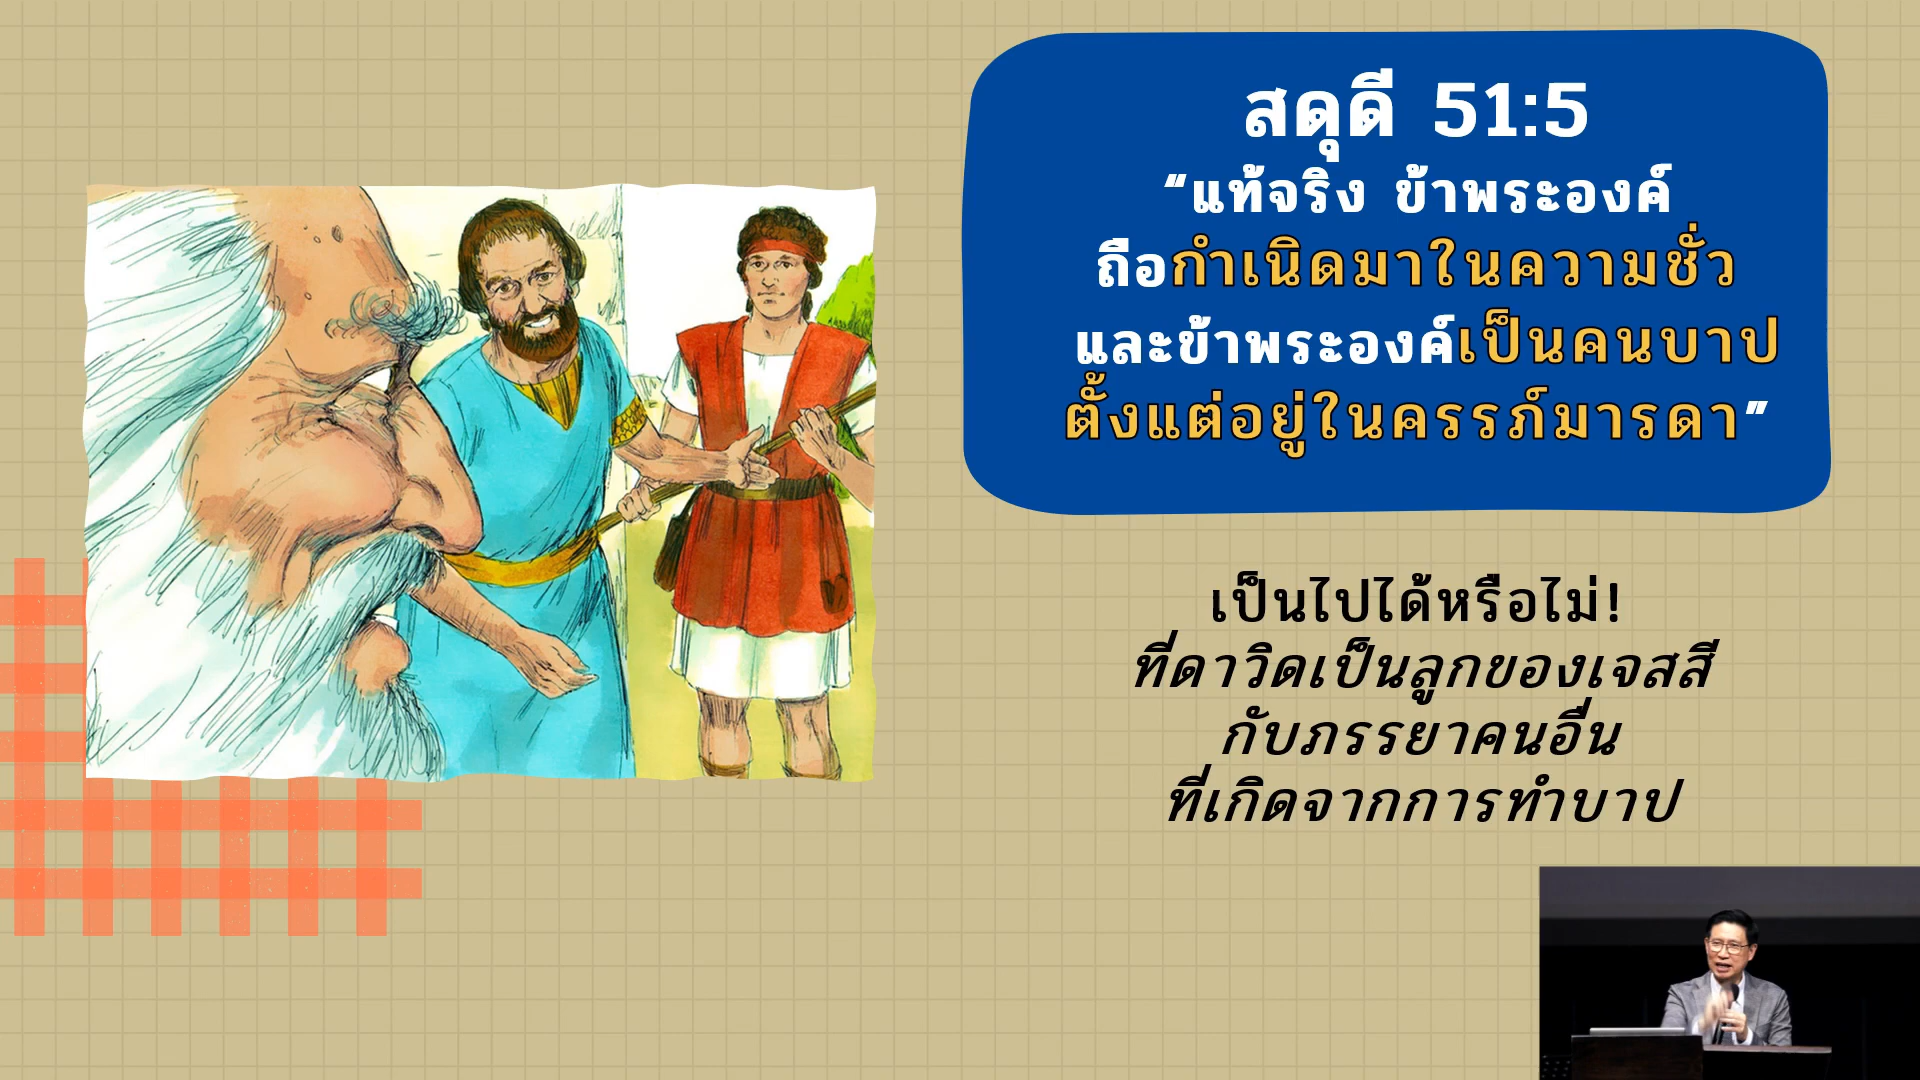 สดุดี 51:5
“แท้จริง ข้าพระองค์
ถือกำเนิดมาในความชั่ว
และข้าพระองค์เป็นคนบาป
ตั้งแต่อยู่ในครรภ์มารดา”
เป็นไปได้หรือไม่!
ที่ดาวิดเป็นลูกของเจสสี
กับภรรยาคนอื่น
ที่เกิดจากการทำบาป